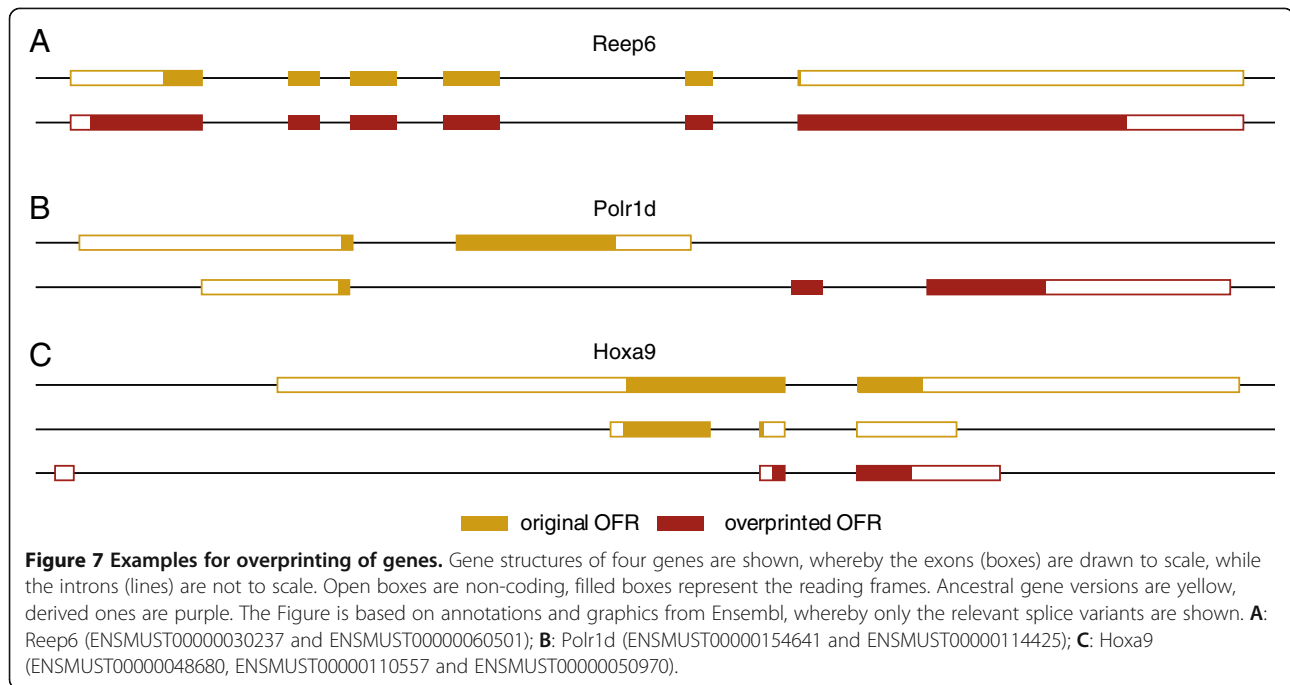 A
Reep6
B
Polr1d
C
Hoxa9
original OFR overprinted OFR
Figure 7 Examples for overprinting of genes. Gene structures of four genes are shown, whereby the exons (boxes) are drawn to scale, while
the introns (lines) are not to scale. Open boxes are non-coding, filled boxes represent the reading frames. Ancestral gene versions are yellow,
derived ones are purple. The Figure is based on annotations and graphics from Ensembl, whereby only the relevant splice variants are shown. A:
Reep6 (ENSMUST00000030237 and ENSMUST00000060501); B: Polr1d (ENSMUST00000154641 and ENSMUST00000114425); C: Hoxa9
(ENSMUST00000048680, ENSMUST00000110557 and ENSMUST00000050970).